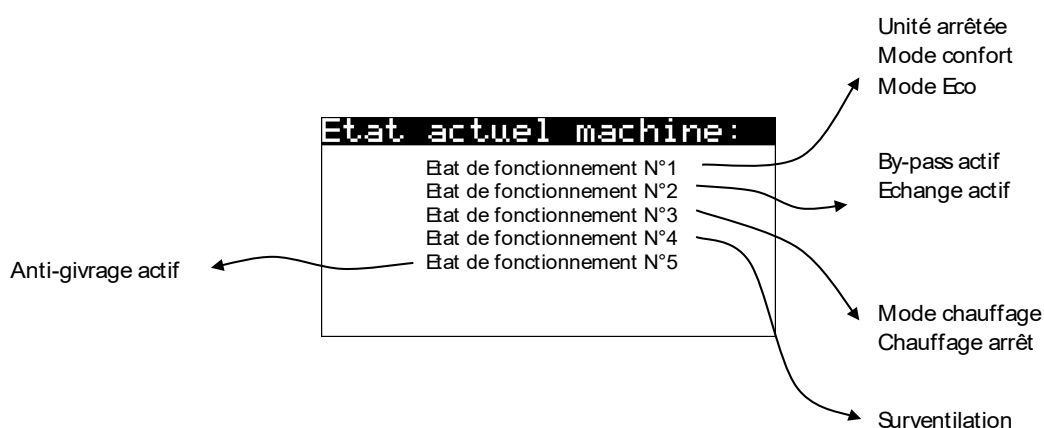 Unité arrêtée
Mode confort
Mode Eco
Etat actuel machine:
Etat de fonctionnement N°1
Etat de fonctionnement N°2
Etat de fonctionnement N°3
Etat de fonctionnement N°4
Etat de fonctionnement N°5
By-pass actif
Echange actif
Anti-givrage actif
Mode chauffage
Chauffage arrêt
Surventilation